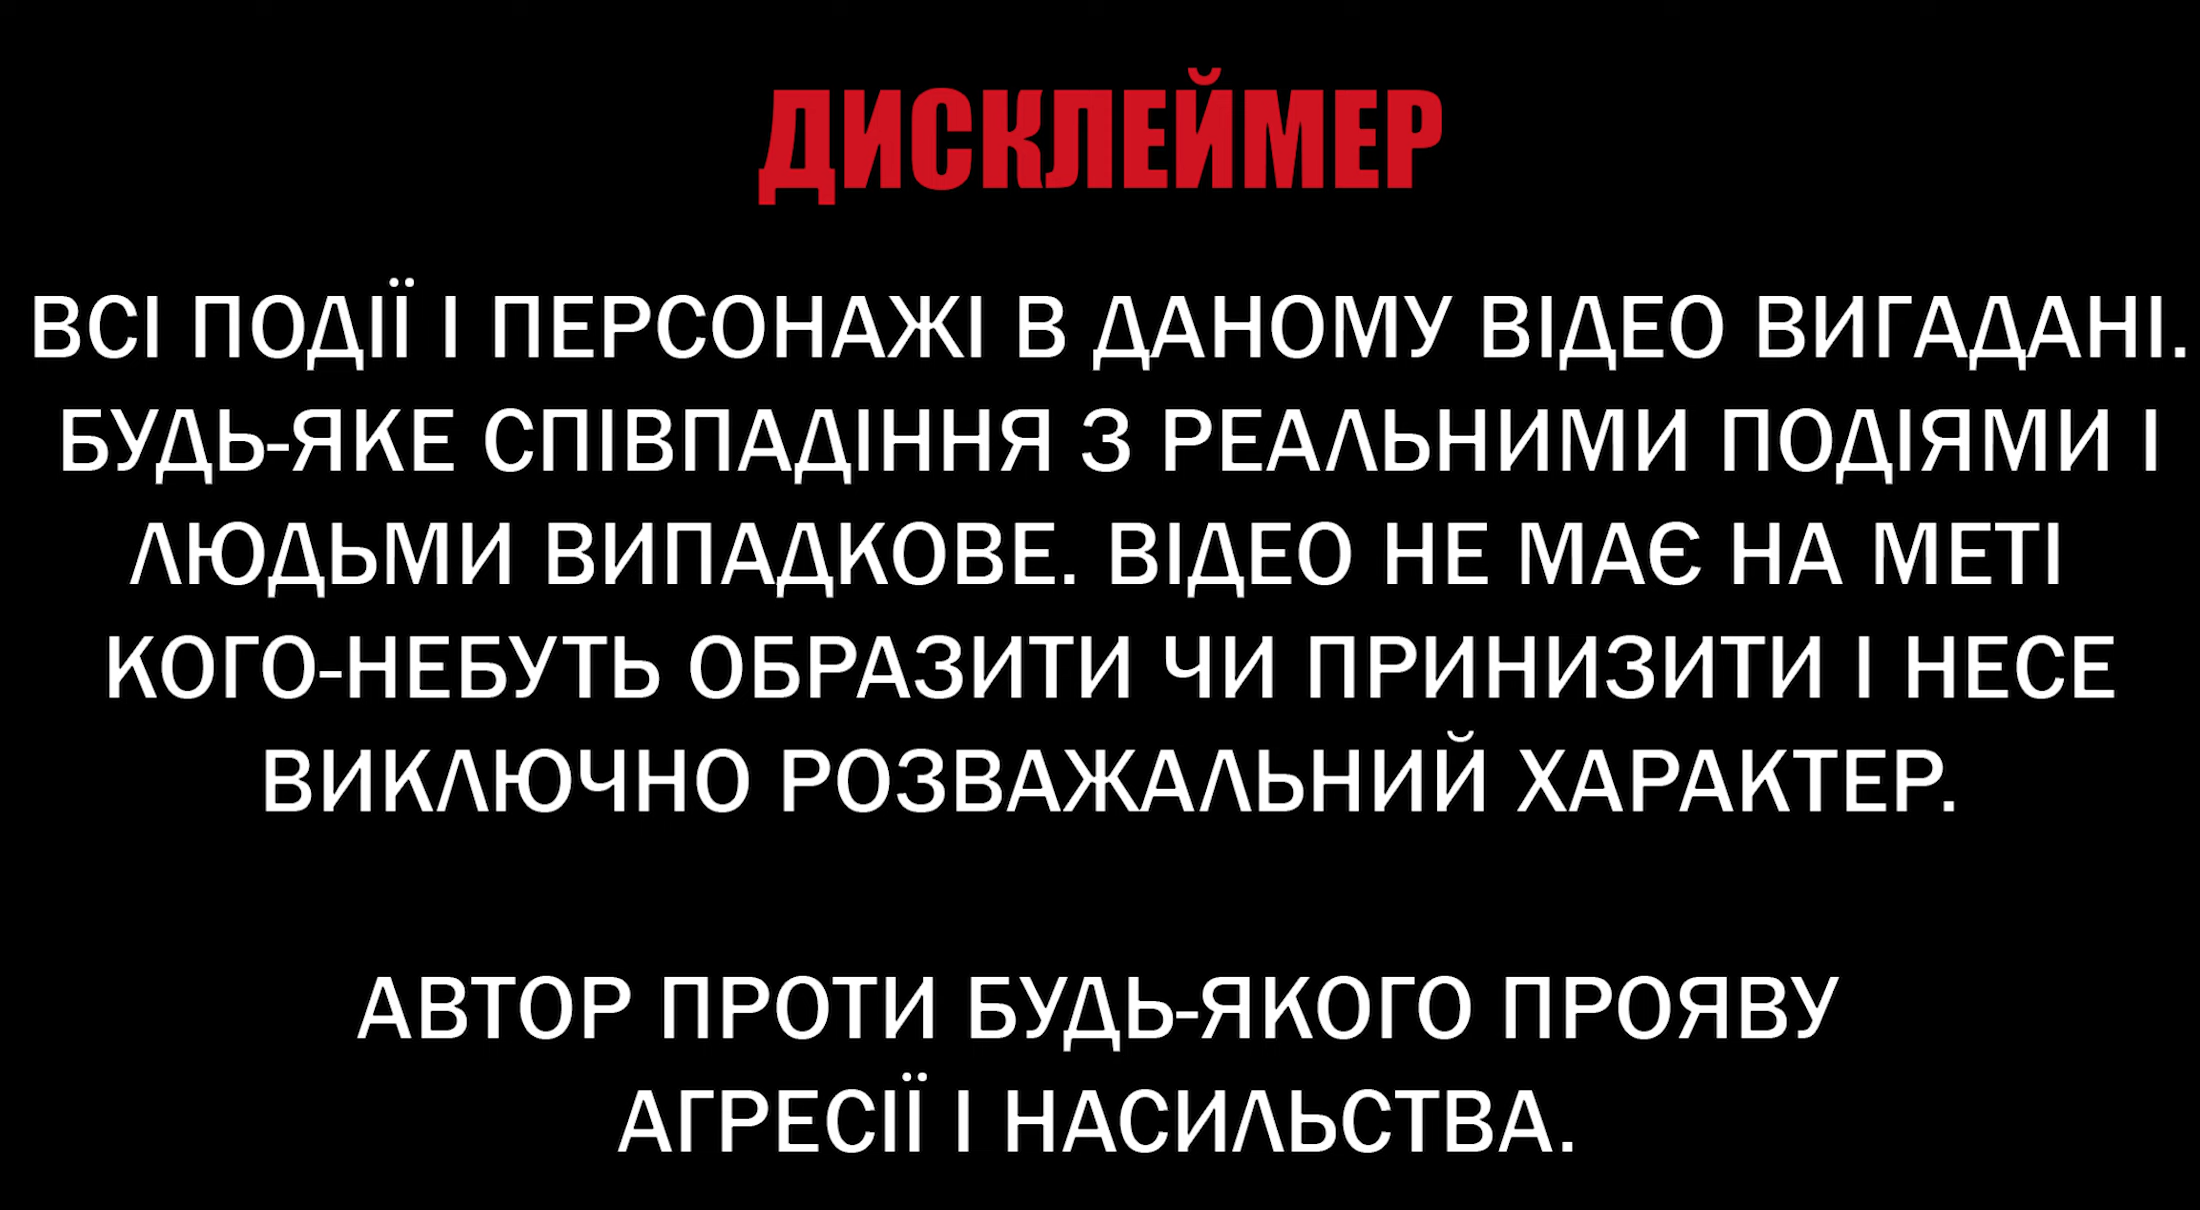 ДИСКЛЕЙМЕР
ВСІ ПОДІЇ І ПЕРСОНАЖІ В ДАНОМУ ВІДЕО ВИГАДАНІ.
БУДЬ-ЯКЕ СПІВПАДІННЯ З РЕАЛЬНИМИ ПОДІЯМИ І
ЛЮДЬМИ ВИПАДКОВЕ. ВІДЕО НЕ МАЄ НА МЕТІ
КОГО-НЕБУТЬ ОБРАЗИТИ ЧИ ПРИНИЗИТИ І НЕСЕ
ВИКЛЮЧНО РОЗВАЖАЛЬНИЙ ХАРАКТЕР.
АВТОР ПРОТИ БУДЬ-ЯКОГО ПРОЯВУ
АГРЕСІЇ І НАСИЛЬСТВА.